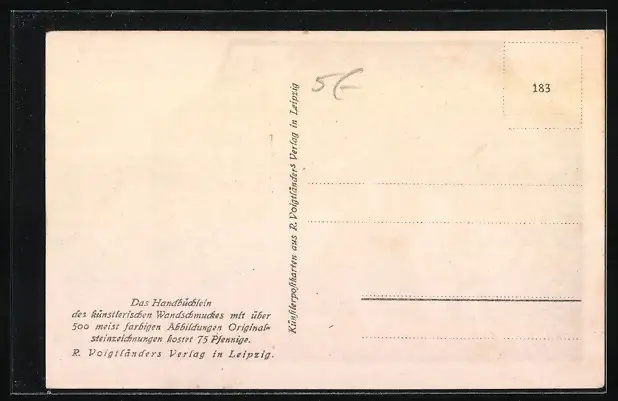 5,-
183
Künstlerpostkarten aus R. Voigtländers Verlag in Leipzig
Das Handbüchlein
des künstlerischen Wandschmuckes mit über
500 meist farbigen Abbildungen Original-
steinzeichnungen kostet 75 Pfennige.
R. Voigtländers Verlag in Leipzig.